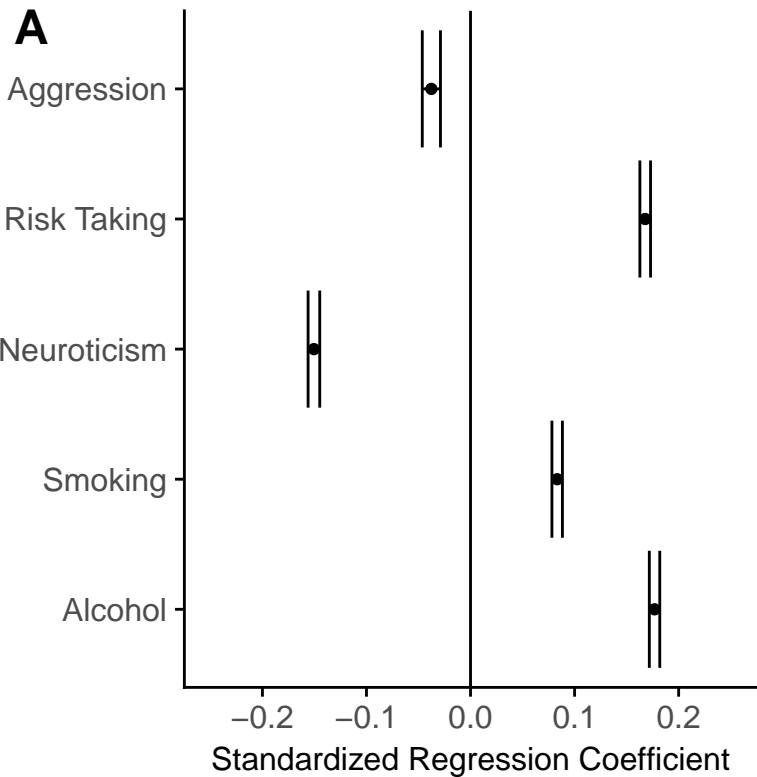 A
Aggression
Risk Taking
Neuroticism
Smoking
Alcohol
−0.2 −0.1 0.0 0.1 0.2
Standardized Regression Coefficient